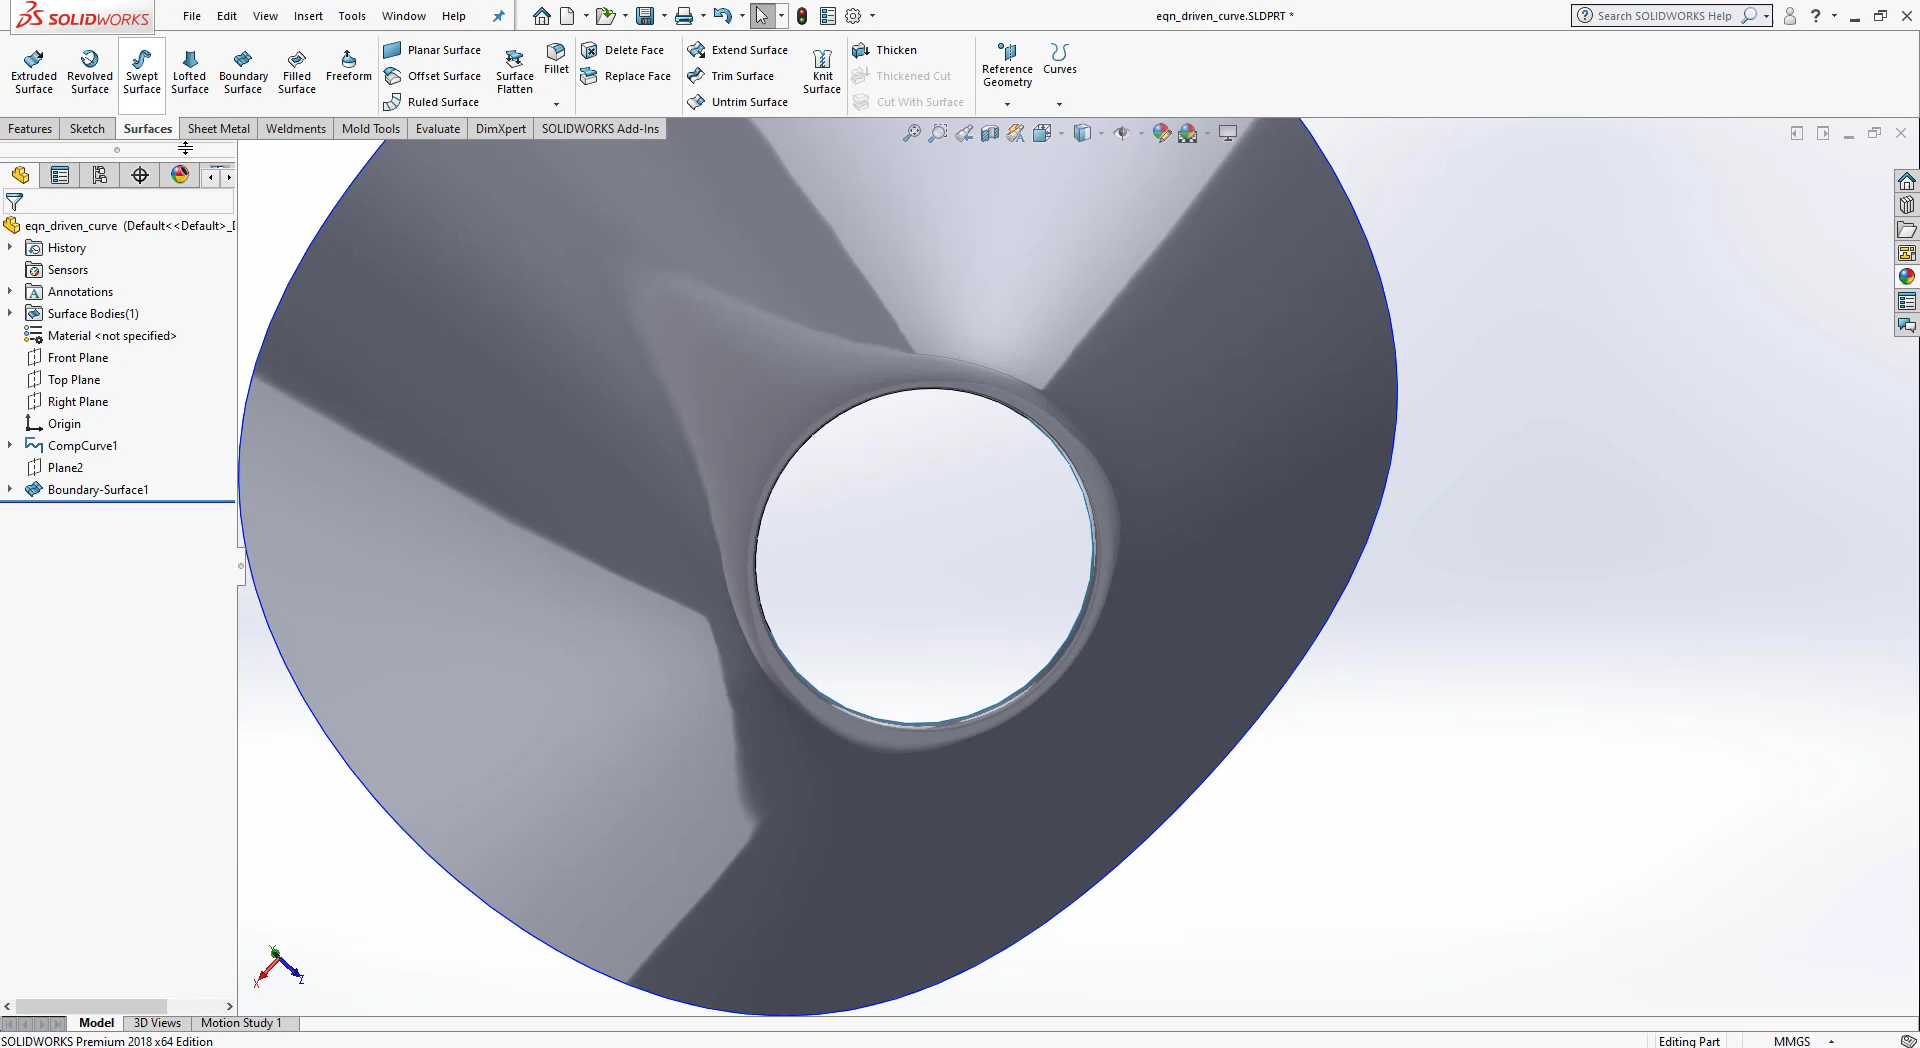 SOLIDWORKS
File Edit View Insert Tools Window Help
eqn_driven_curve.SLDPRT *
Search SOLIDWORKS Help
Extruded Surface
Revolved Surface
Swept Surface
Lofted Surface
Boundary Surface
Filled Surface
Freeform
Planar Surface
Offset Surface
Ruled Surface
Surface Flatten
Fillet
Delete Face
Replace Face
Extend Surface
Trim Surface
Untrim Surface
Knit Surface
Thicken
Thickened Cut
Cut With Surface
Reference Geometry
Curves
Features Sketch Surfaces Sheet Metal Weldments Mold Tools Evaluate DimXpert SOLIDWORKS Add-Ins
eqn_driven_curve (Default<<Default>_
History
Sensors
Annotations
Surface Bodies(1)
Material <not specified>
Front Plane
Top Plane
Right Plane
Origin
CompCurve1
Plane2
Boundary-Surface1
Y
X
Z
Model 3D Views Motion Study 1
SOLIDWORKS Premium 2018 x64 Edition
Editing Part
MMGS